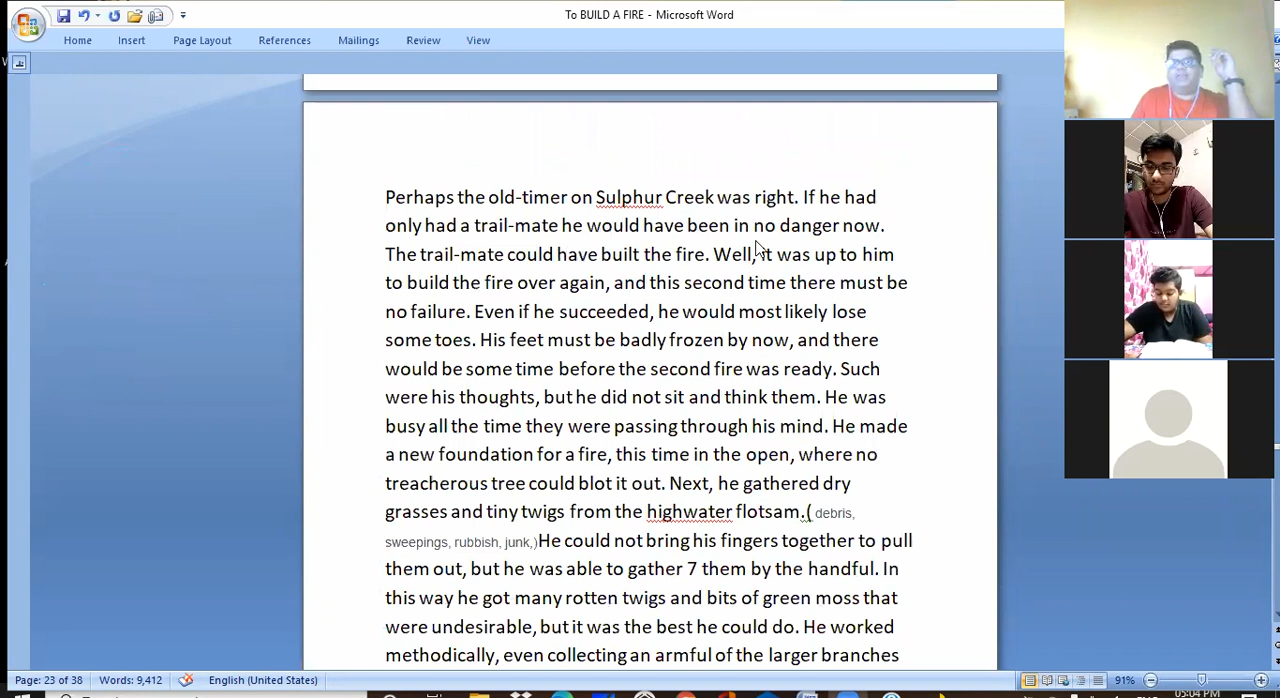 To BUILD A FIRE - Microsoft Word
Home Insert Page Layout References Mailings Review View
Perhaps the old-timer on Sulphur Creek was right. If he had
only had a trail-mate he would have been in no danger now.
The trail-mate could have built the fire. Well, it was up to him
to build the fire over again, and this second time there must be
no failure. Even if he succeeded, he would most likely lose
some toes. His feet must be badly frozen by now, and there
would be some time before the second fire was ready. Such
were his thoughts, but he did not sit and think them. He was
busy all the time they were passing through his mind. He made
a new foundation for a fire, this time in the open, where no
treacherous tree could blot it out. Next, he gathered dry
grasses and tiny twigs from the highwater flotsam.( debris,
sweepings, rubbish, junk,)He could not bring his fingers together to pull
them out, but he was able to gather 7 them by the handful. In
this way he got many rotten twigs and bits of green moss that
were undesirable, but it was the best he could do. He worked
methodically, even collecting an armful of the larger branches
Page: 23 of 38 Words: 9,412 English (United States) 91%
05:04 PM